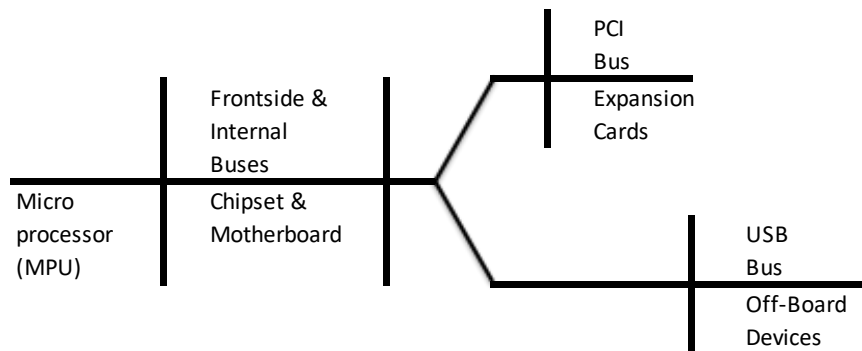 PCI
Bus
Expansion
Cards
Frontside &
Internal
Buses
Chipset &
Motherboard
Micro
processor
(MPU)
USB
Bus
Off-Board
Devices